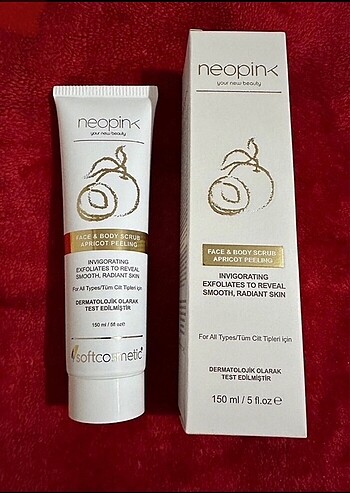 neopink
your new beauty
FACE & BODY SCRUB
APRICOT PEELING
INVIGORATING
EXFOLIATES TO REVEAL
SMOOTH, RADIANT SKIN
For All Types/Tüm Cilt Tipleri için
DERMATOLOJİK OLARAK
TEST EDİLMİŞTİR
150 ml / 5fl oz ℮
softcosmetic
neopink
your new beauty
FACE & BODY SCRUB
APRICOT PEELING
INVIGORATING
EXFOLIATES TO REVEAL
SMOOTH, RADIANT SKIN
For All Types/Tüm Cilt Tipleri için
DERMATOLOJİK OLARAK
TEST EDİLMİŞTİR
150 ml / 5 fl.oz ℮